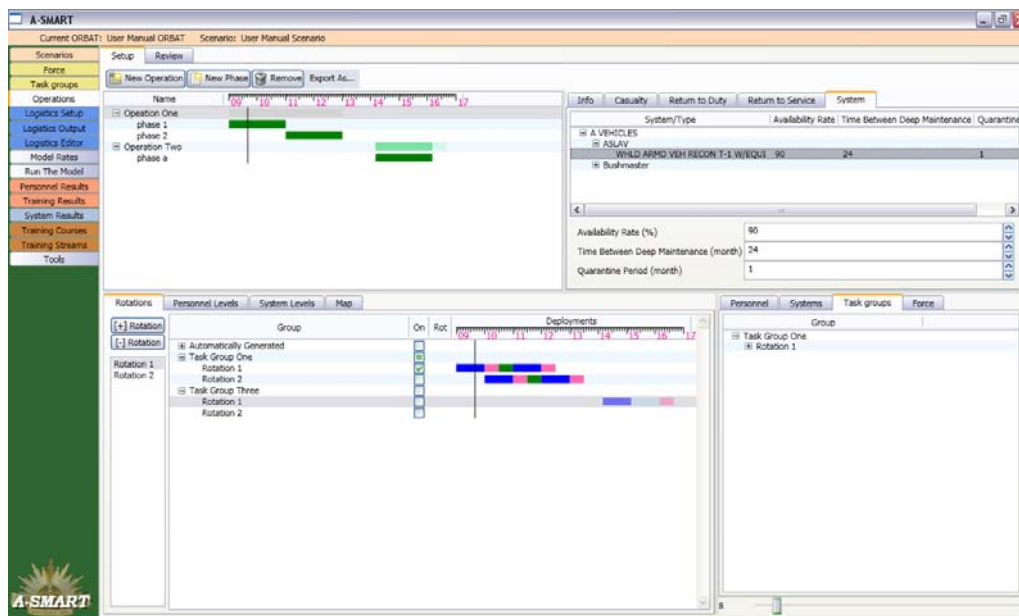 A-SMART
Current ORBAT: User Manual ORBAT Scenario: User Manual Scenario
Scenarios
Force
Task groups
Operations
Logistics Setup
Logistics Output
Logistics Editor
Model Rates
Run The Model
Personnel Results
Training Results
System Results
Training Courses
Training Streams
Tools
A-SMART
Setup Review
New Operation New Phase Remove Export As...
Name 09 10 11 12 13 14 15 16 17
Opeation One
phase 1
phase 2
Operation Two
phase a
Info Casualty Return to Duty Return to Service System
System/Type Availability Rate Time Between Deep Maintenance Quarantine
A VEHICLES
ASLAV
WHLD ARMD VEH RECON T-1 W/EQUI 90 24 1
Bushmaster
Availability Rate (%) 90
Time Between Deep Maintenance (month) 24
Quarantine Period (month) 1
Rotations Personnel Levels System Levels Map
[+] Rotation
[-] Rotation
Rotation 1
Rotation 2
Group On Rot Deployments
09 10 11 12 13 14 15 16 17
Automatically Generated
Task Group One
Rotation 1
Rotation 2
Task Group Three
Rotation 1
Rotation 2
Personnel Systems Task groups Force
Group
Task Group One
Rotation 1
8